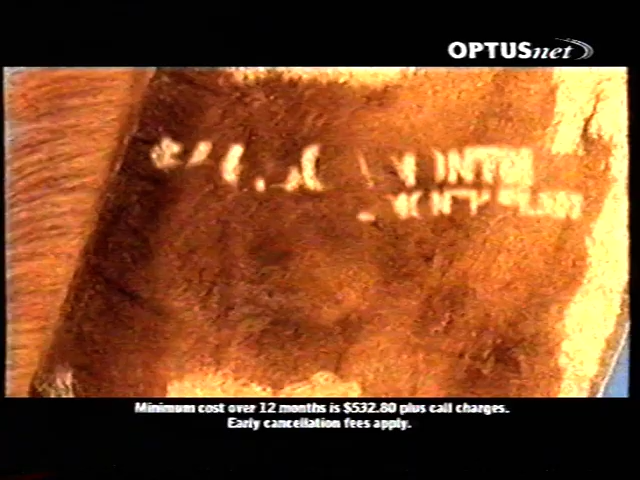 OPTUSnet
Minimum cost over 12 months is $532.80 plus call charges.
Early cancellation fees apply.